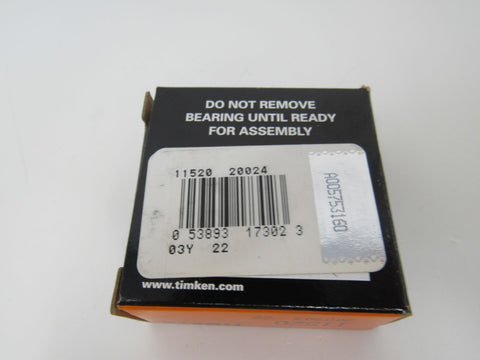 DO NOT REMOVE
BEARING UNTIL READY
FOR ASSEMBLY
11520 20024
0 53893 17302 3
03Y 22
A005753160
www.timken.com